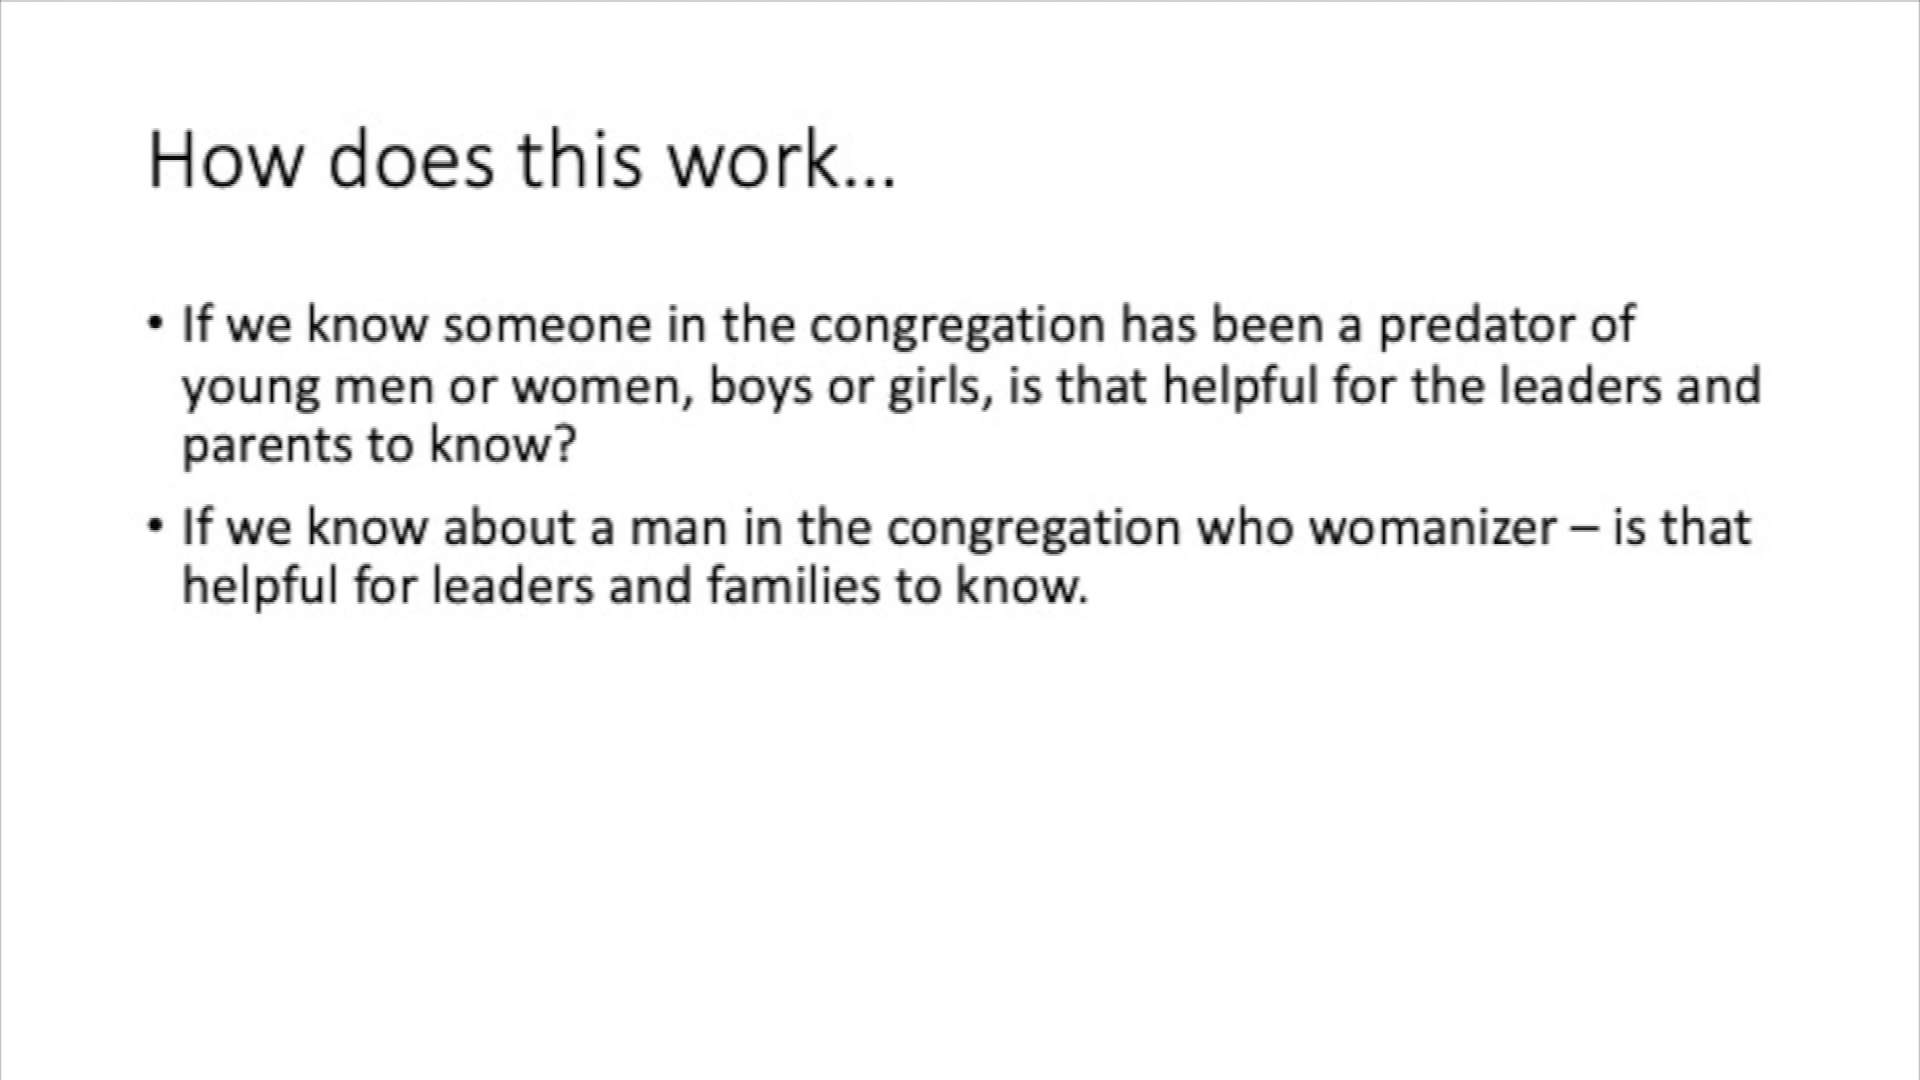 How does this work...
• If we know someone in the congregation has been a predator of
young men or women, boys or girls, is that helpful for the leaders and
parents to know?
• If we know about a man in the congregation who womanizer – is that
helpful for leaders and families to know.